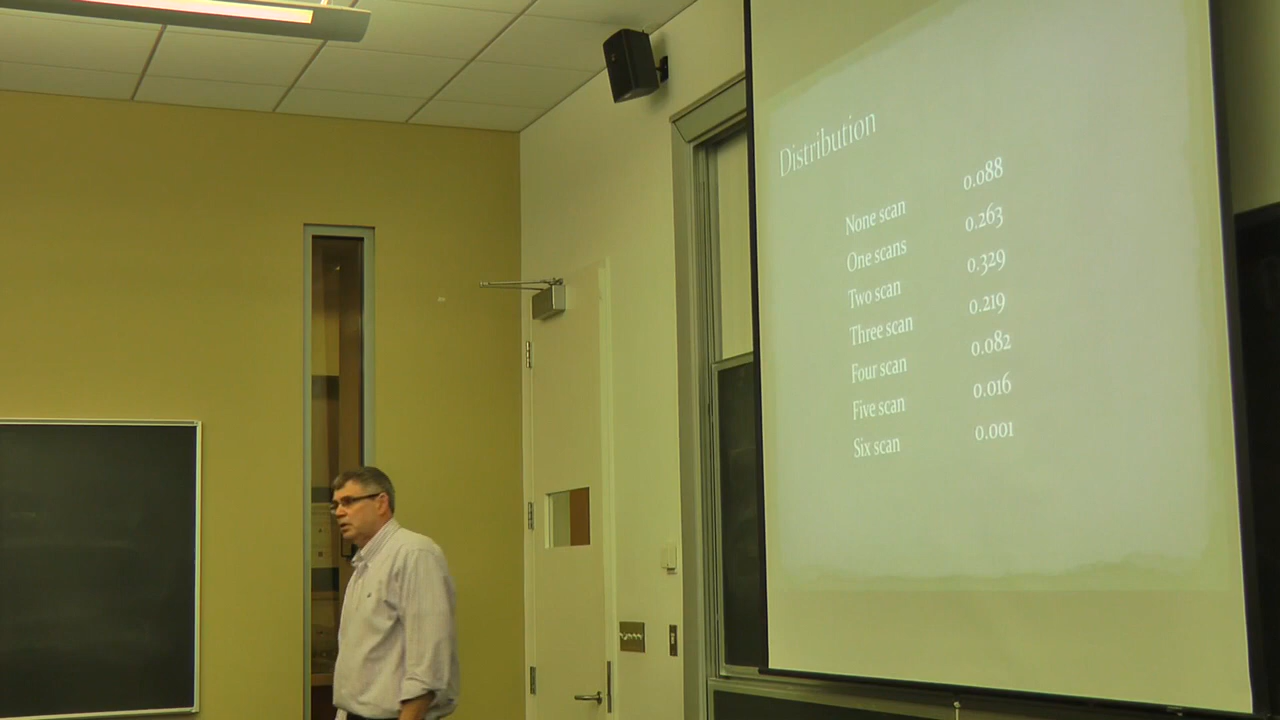 Distribution
None scan 0.088
One scans 0.263
Two scan 0.329
Three scan 0.219
Four scan 0.082
Five scan 0.016
Six scan 0.001